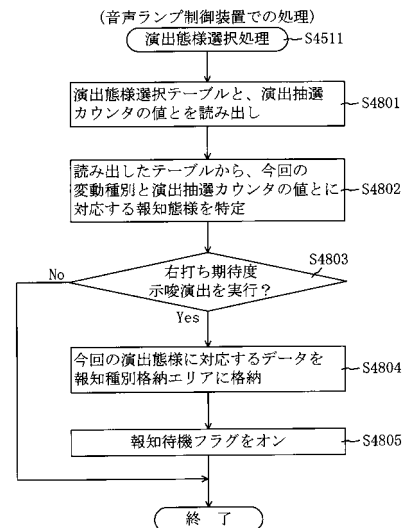 (音声ランプ制御装置での処理)
演出態様選択処理
S4511
演出態様選択テーブルと、演出抽選
カウンタの値とを読み出し
S4801
読み出したテーブルから、今回の
変動種別と演出抽選カウンタの値とに
対応する報知態様を特定
S4802
S4803
右打ち期待度
示唆演出を実行？
No
Yes
今回の演出態様に対応するデータを
報知種別格納エリアに格納
S4804
報知待機フラグをオン
S4805
終 了